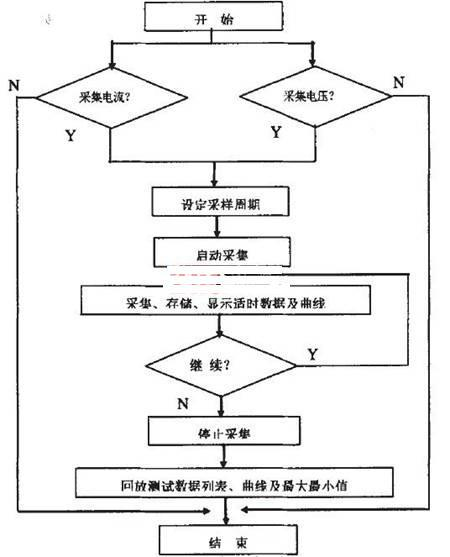 开 始
N
采集电流?
采集电压?
N
Y
Y
设定采样周期
启动采集
采集、存储、显示适时数据及曲线
继 续?
Y
N
停止采集
回放测试数据列表、曲线及最大最小值
结 束